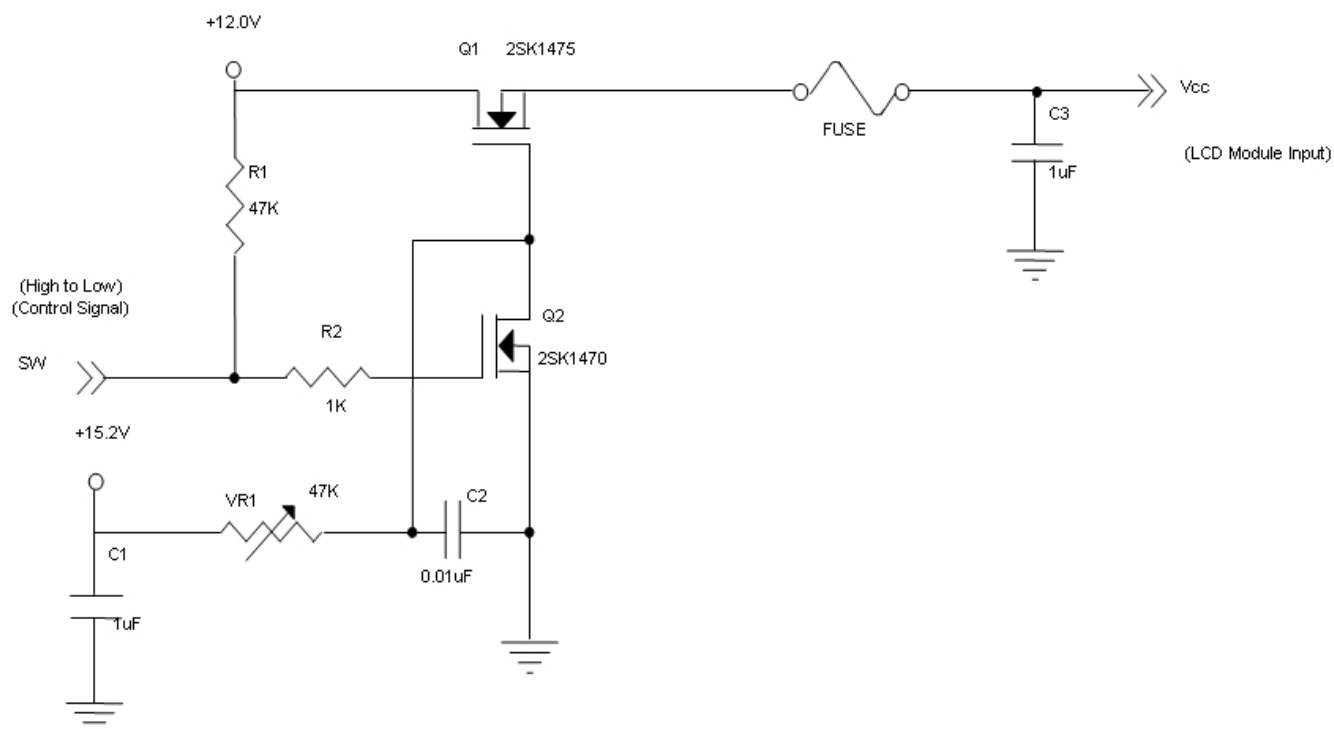 +12.0V
Q1 2SK1475
Vcc
C3
FUSE
(LCD Module Input)
R1
1uF
47K
(High to Low)
(Control Signal)
Q2
R2
2SK1470
SW
1K
+15.2V
47K
C2
VR1
C1
0.01uF
1uF